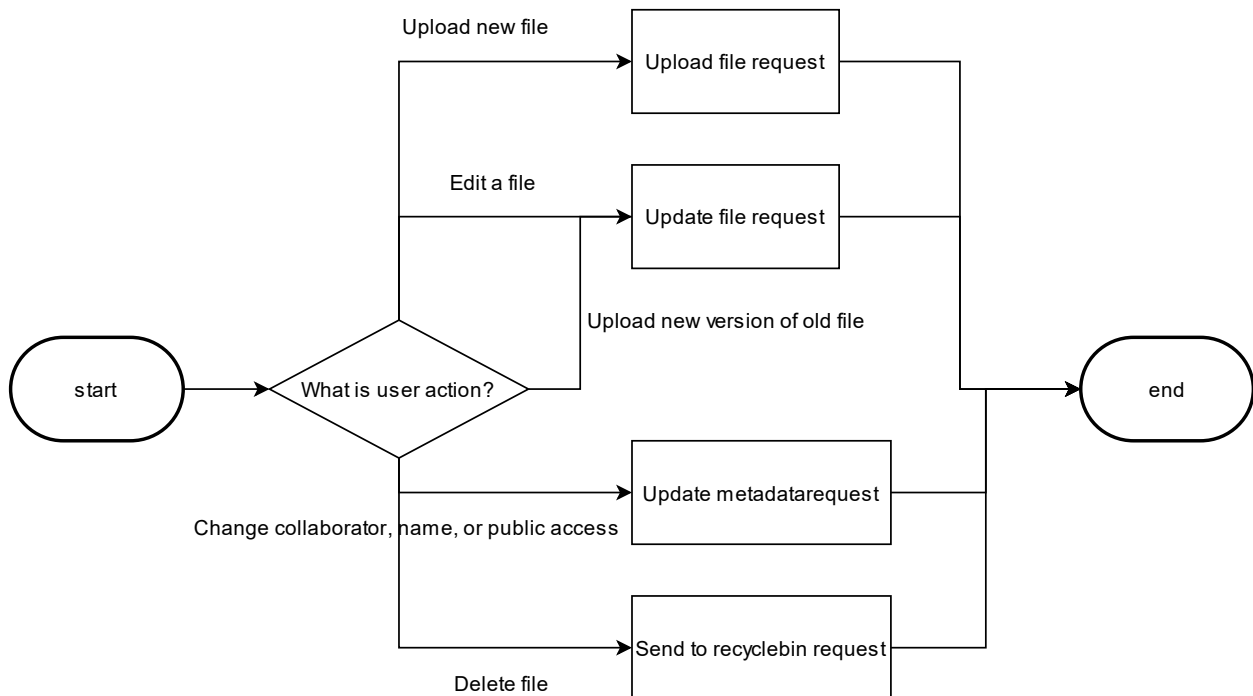 Upload new file
Upload file request
Edit a file
Update file request
Upload new version of old file
start
What is user action?
end
Update metadatarequest
Change collaborator, name, or public access
Send to recyclebin request
Delete file